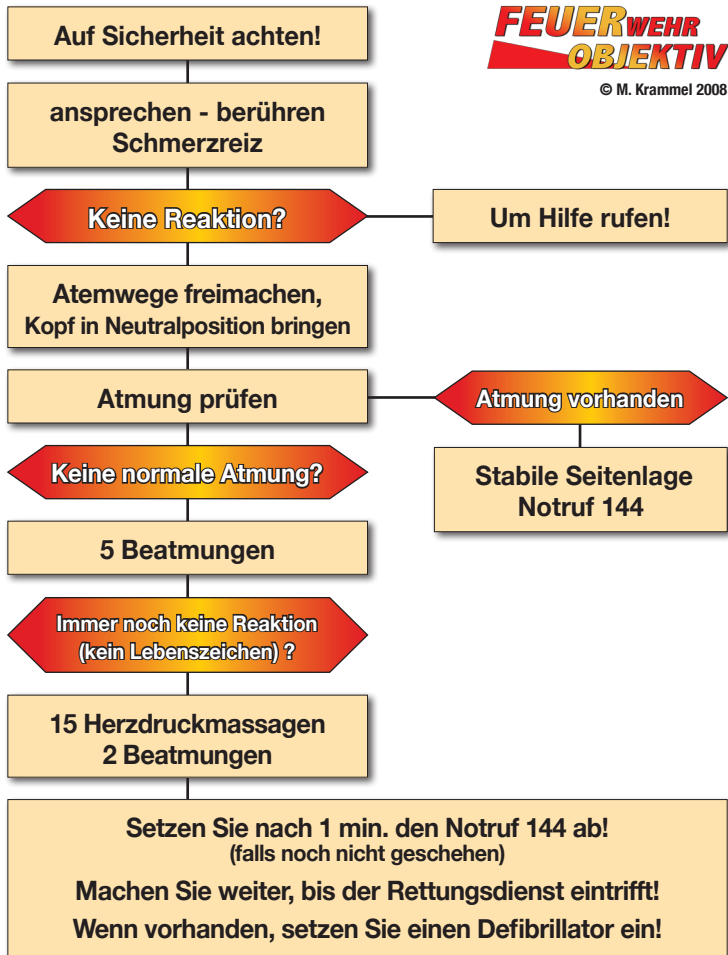 Auf Sicherheit achten!
FEUERWEHR
OBJEKTIV
© M. Krammel 2008
ansprechen - berühren
Schmerzreiz
Keine Reaktion?
Um Hilfe rufen!
Atemwege freimachen,
Kopf in Neutralposition bringen
Atmung prüfen
Atmung vorhanden
Keine normale Atmung?
Stabile Seitenlage
Notruf 144
5 Beatmungen
Immer noch keine Reaktion
(kein Lebenszeichen) ?
15 Herzdruckmassagen
2 Beatmungen
Setzen Sie nach 1 min. den Notruf 144 ab!
(falls noch nicht geschehen)
Machen Sie weiter, bis der Rettungsdienst eintrifft!
Wenn vorhanden, setzen Sie einen Defibrillator ein!